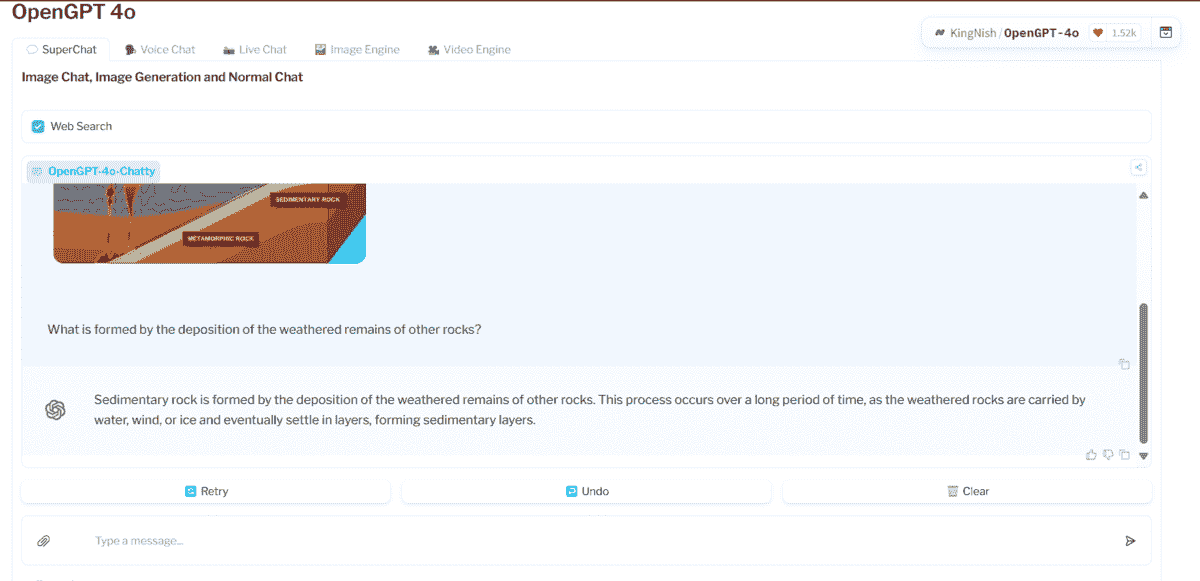 OpenGPT 4o
KingNish/OpenGPT-4o 1.52k
SuperChat Voice Chat Live Chat Image Engine Video Engine
Image Chat, Image Generation and Normal Chat
Web Search
OpenGPT-4o-Chatty
SEDIMENTARY ROCK
METAMORPHIC ROCK
What is formed by the deposition of the weathered remains of other rocks?
Sedimentary rock is formed by the deposition of the weathered remains of other rocks. This process occurs over a long period of time, as the weathered rocks are carried by
water, wind, or ice and eventually settle in layers, forming sedimentary layers.
Retry Undo Clear
Type a message...